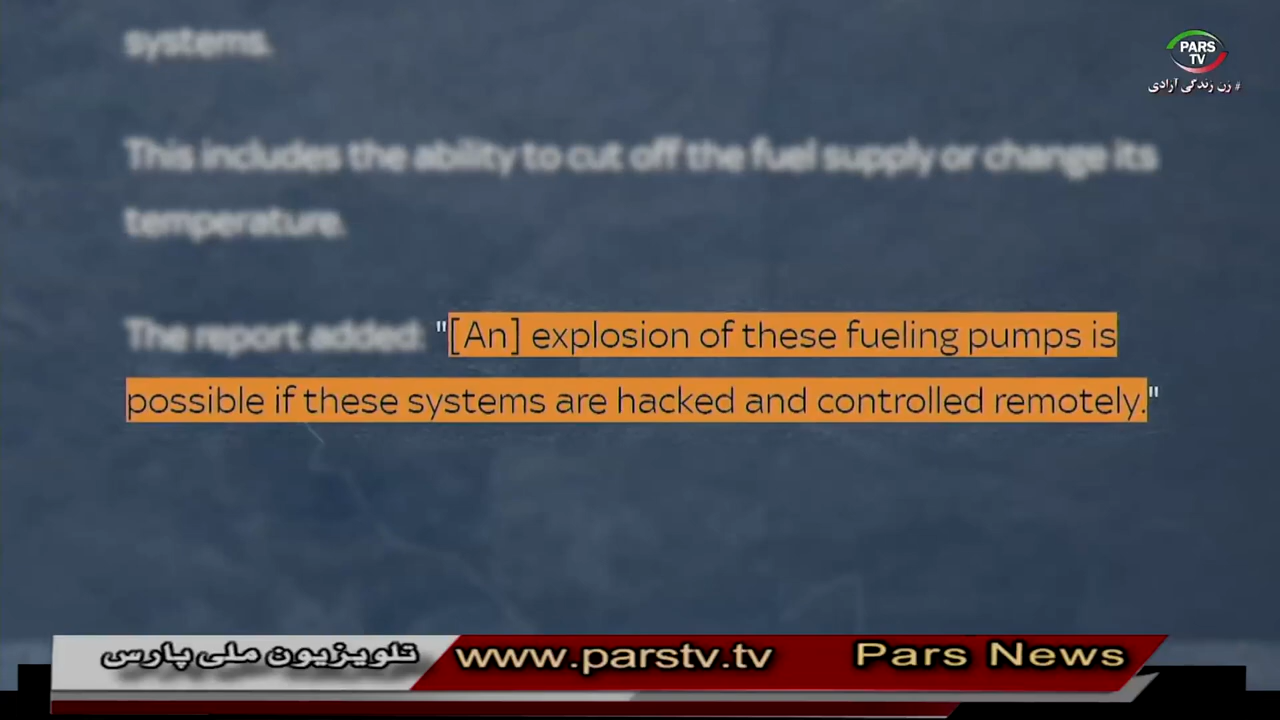 PARS
TV
# زن زندگی آزادی
systems.
This includes the ability to cut off the fuel supply or change its
temperature.
The report added: "[An] explosion of these fueling pumps is
possible if these systems are hacked and controlled remotely."
تلویزیون ملی پارس
www.parstv.tv
Pars News